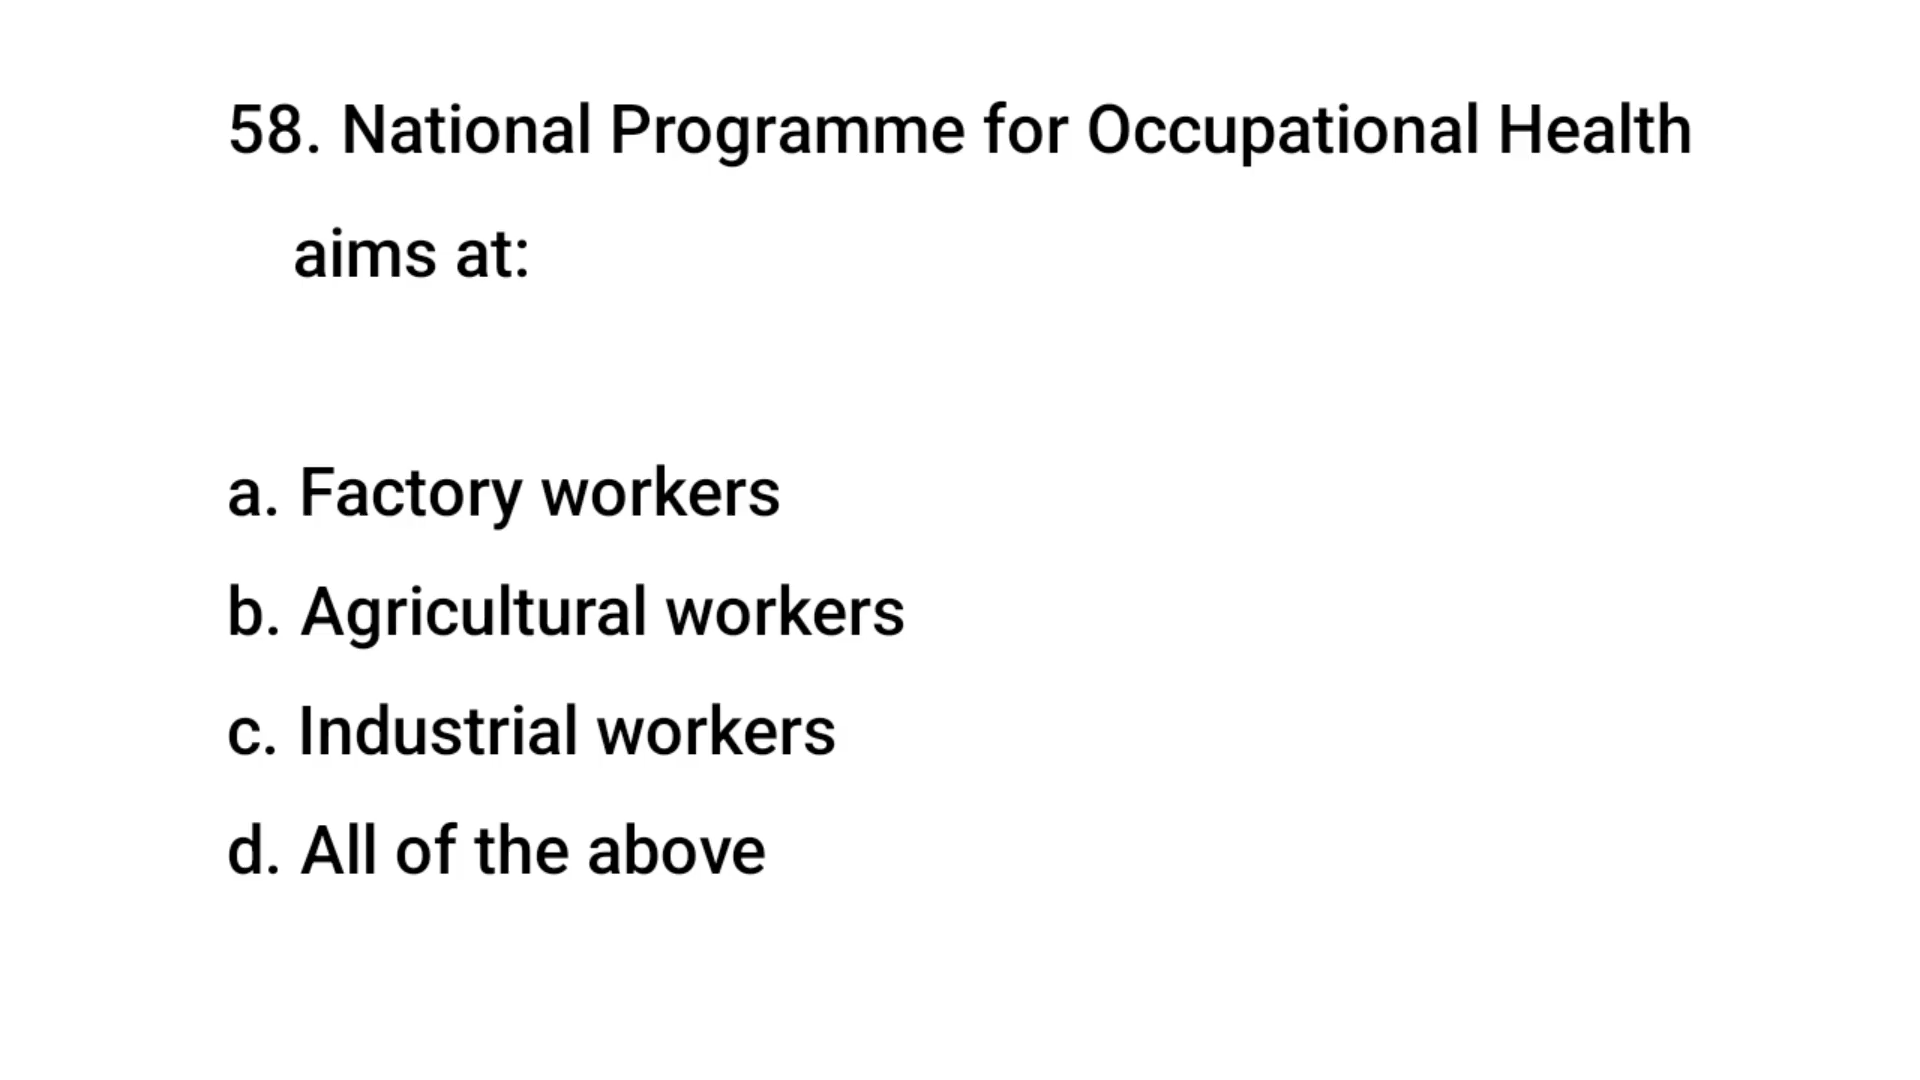 58. National Programme for Occupational Health
aims at:
a. Factory workers
b. Agricultural workers
c. Industrial workers
d. All of the above